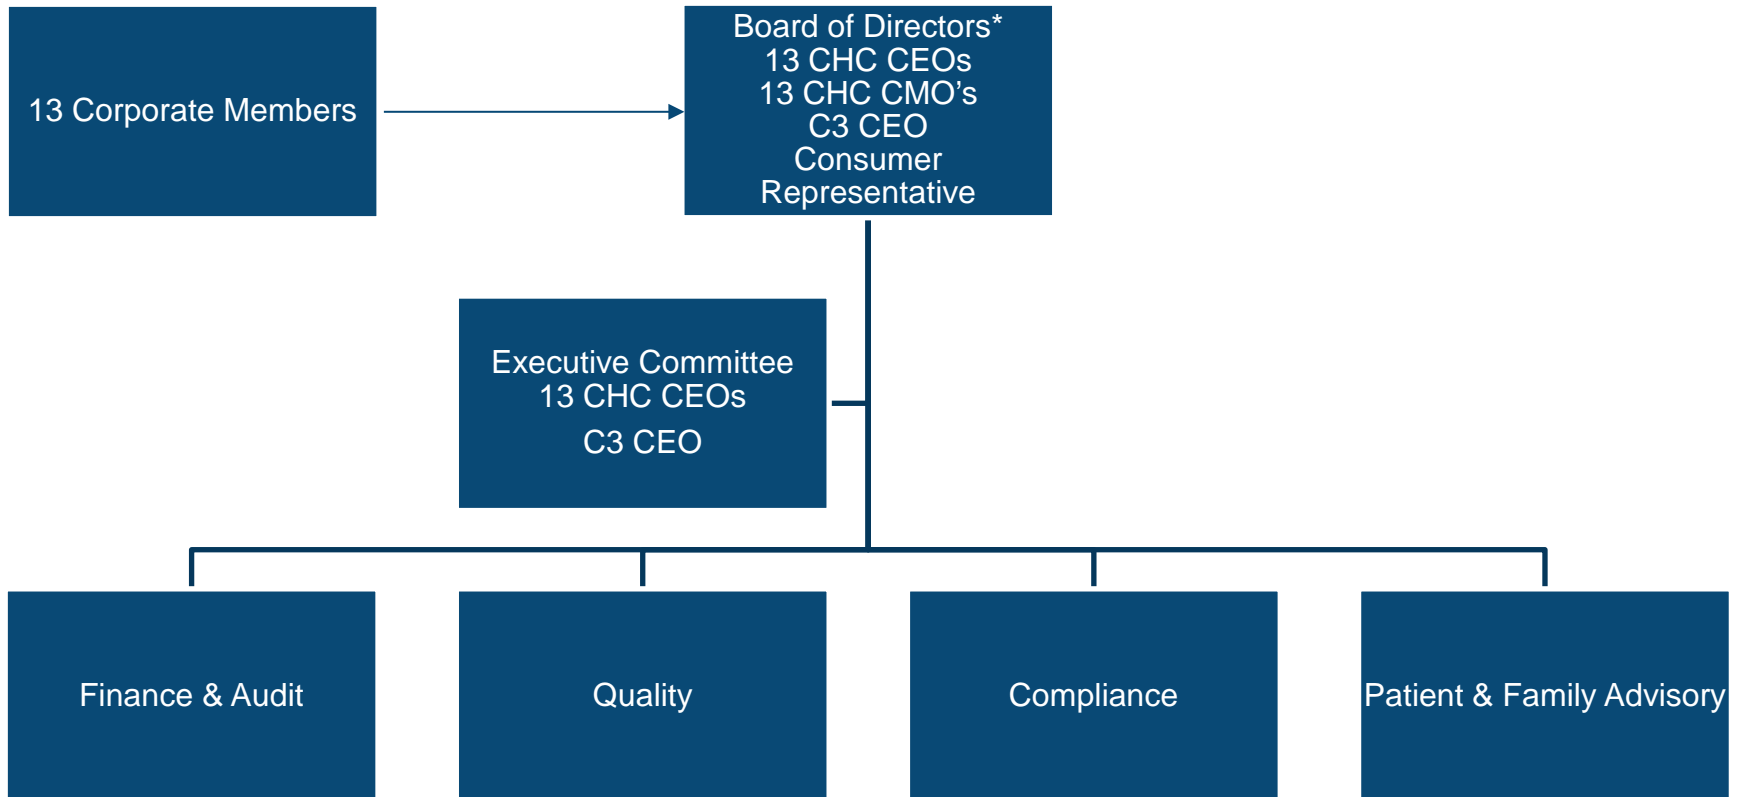 13 Corporate Members
Board of Directors*
13 CHC CEOs
13 CHC CMO’s
C3 CEO
Consumer
Representative
Executive Committee
13 CHC CEOs
C3 CEO
Finance & Audit
Quality
Compliance
Patient & Family Advisory